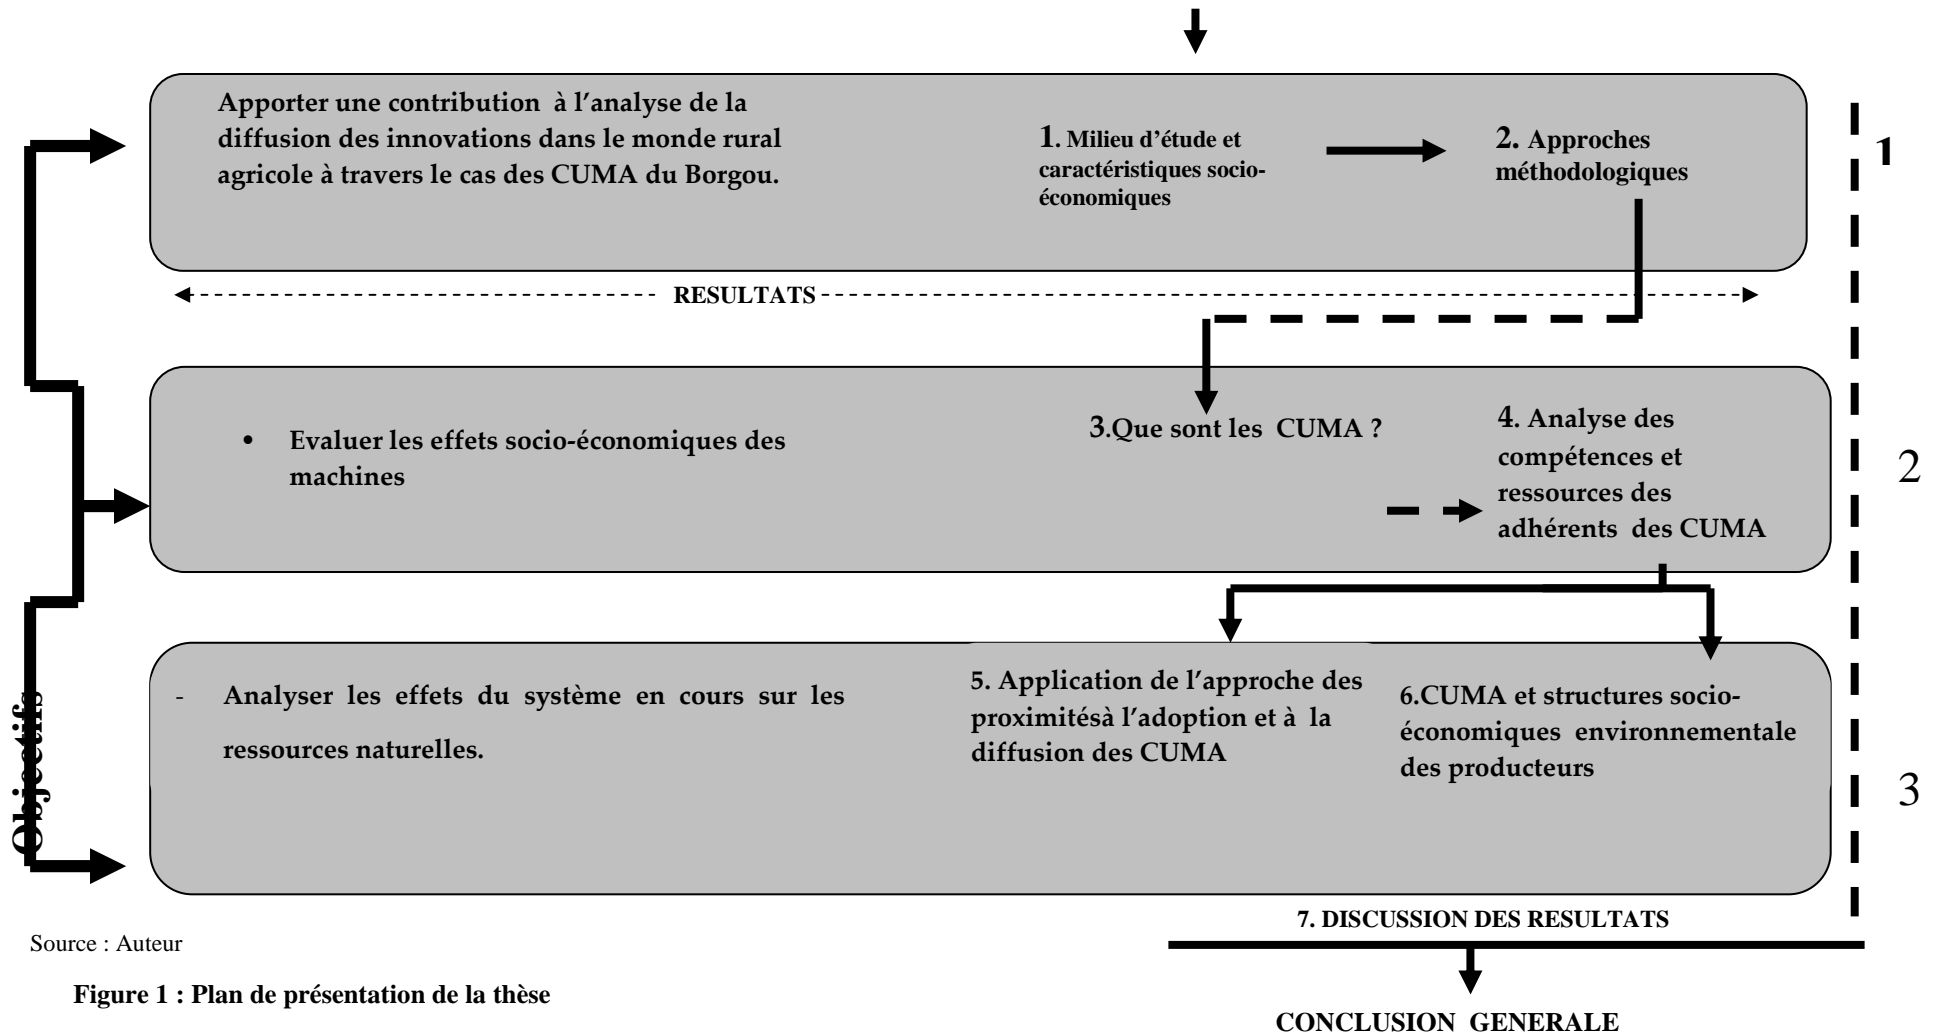 Apporter une contribution à l'analyse de la
diffusion des innovations dans le monde rural
agricole à travers le cas des CUMA du Borgou.
1. Milieu d'étude et
caractéristiques socio-
économiques
2. Approches
méthodologiques
1
RESULTATS
• Evaluer les effets socio-économiques des
machines
3.Que sont les CUMA ?
4. Analyse des
compétences et
ressources des
adhérents des CUMA
2
Objectifs
- Analyser les effets du système en cours sur les
ressources naturelles.
5. Application de l'approche des
proximitésà l'adoption et à la
diffusion des CUMA
6.CUMA et structures socio-
économiques environnementale
des producteurs
3
7. DISCUSSION DES RESULTATS
Source : Auteur
Figure 1 : Plan de présentation de la thèse
CONCLUSION GENERALE